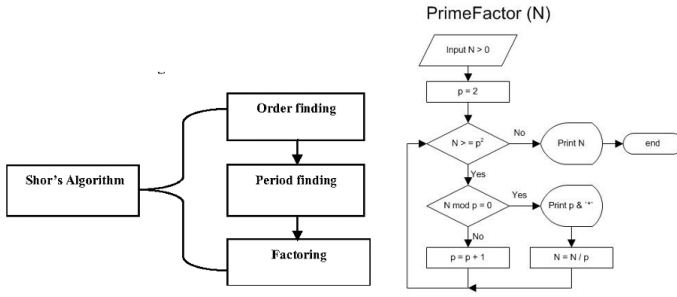 Order finding
Shor's Algorithm
Period finding
Factoring
PrimeFactor (N)
Input N > 0
p = 2
N >= p²
No
Print N
end
Yes
N mod p = 0
Yes
Print p & '*'
No
p = p + 1
N = N / p